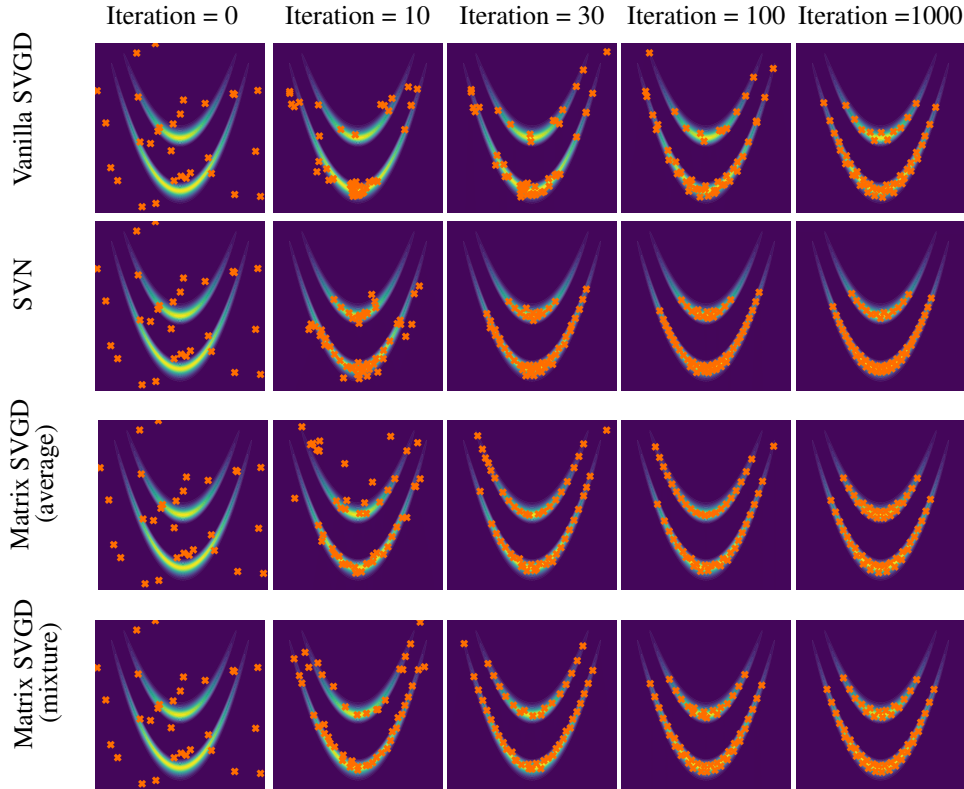 Iteration = 0
Iteration = 10
Iteration = 30
Iteration = 100
Iteration =1000
Vanilla SVGD
SVN
Matrix SVGD
(average)
Matrix SVGD
(mixture)